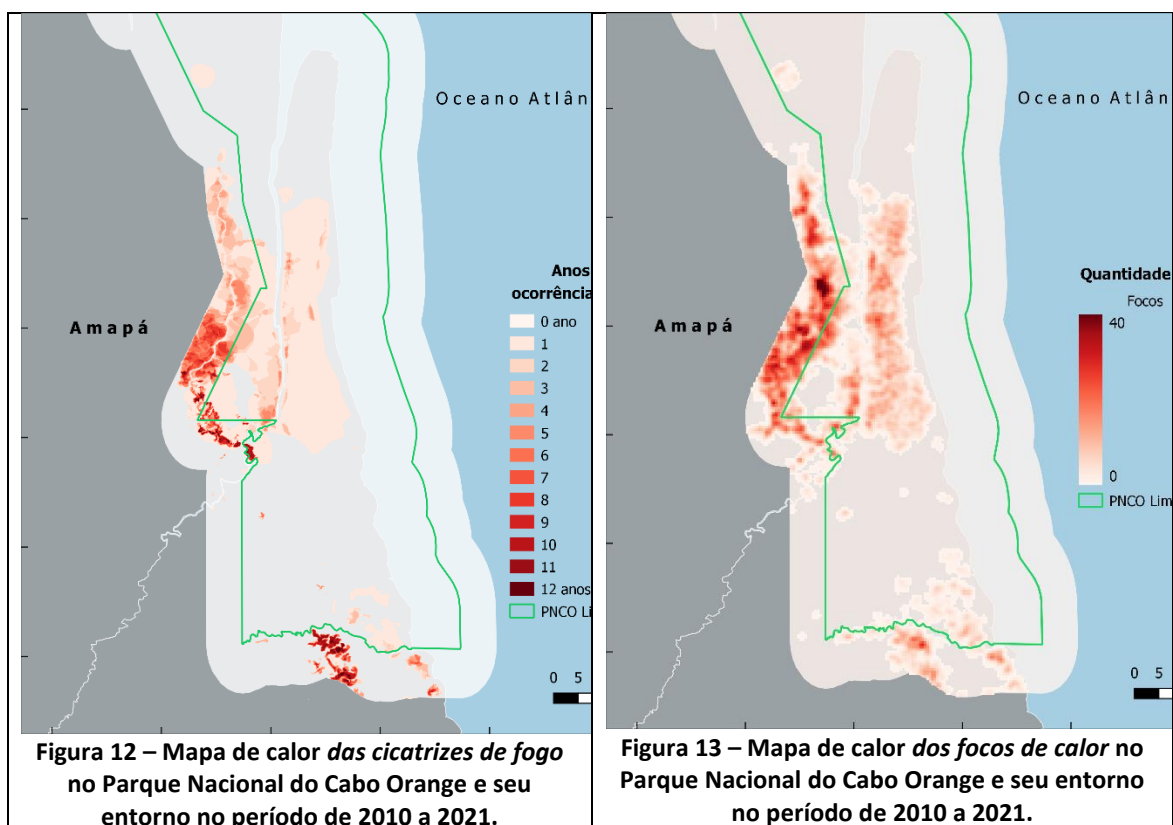 Oceano Atlân
Amapá
Anos
ocorrência
0 ano
1
2
3
4
5
6
7
8
9
10
11
12 anos
PNCO Li
0 5
Figura 12 – Mapa de calor das cicatrizes de fogo
no Parque Nacional do Cabo Orange e seu
entorno no período de 2010 a 2021.
Oceano Atlân
Amapá
Quantidade
Focos
40
0
PNCO Lim
0 5
Figura 13 – Mapa de calor dos focos de calor no
Parque Nacional do Cabo Orange e seu entorno
no período de 2010 a 2021.